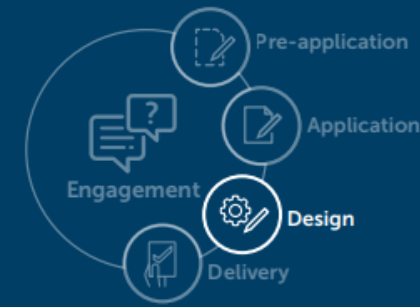 Pre-application
?
Application
Engagement
Design
Delivery